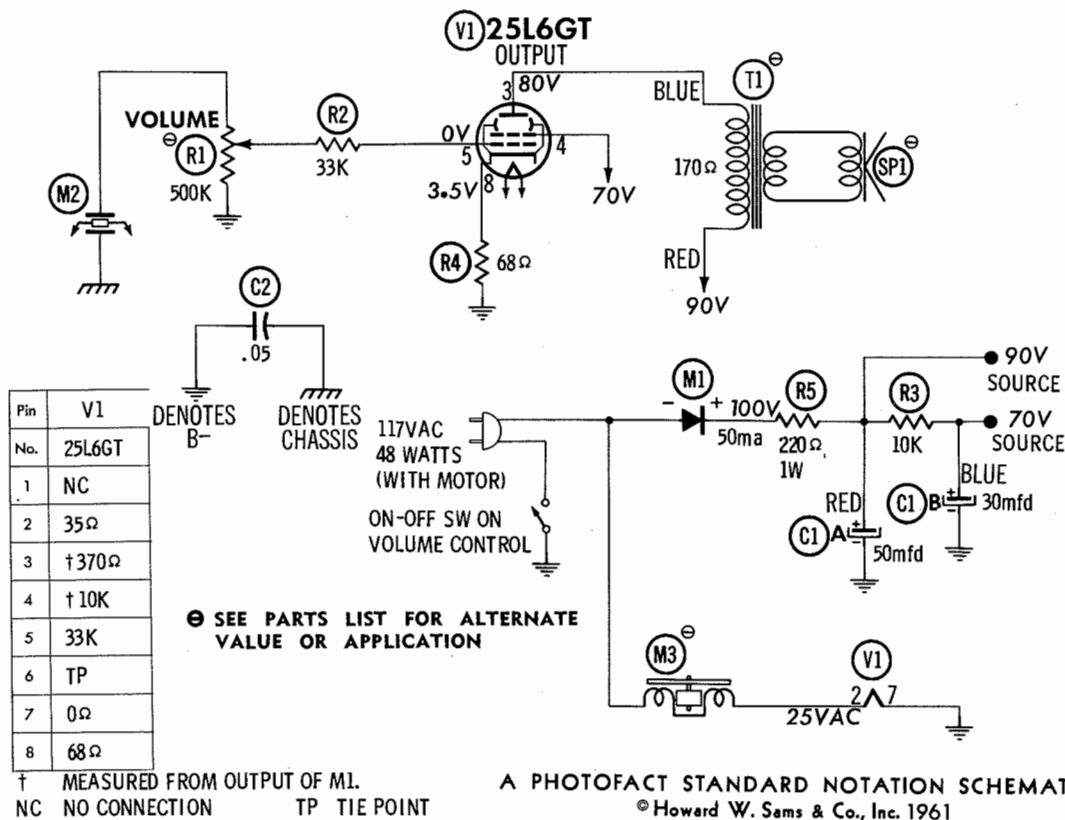 V1 25L6GT
OUTPUT
3 80V
BLUE
T1 ⊖
VOLUME
⊖ R1
500K
R2
33K
0V
5
4
8
3.5V
70V
170Ω
SP1 ⊖
M2
R4 68Ω
RED
90V
C2
.05
DENOTES
B-
DENOTES
CHASSIS
Pin No. V1 25L6GT
1 NC
2 35Ω
3 †370Ω
4 †10K
5 33K
6 TP
7 0Ω
8 68Ω
117VAC
48 WATTS
(WITH MOTOR)
ON-OFF SW ON
VOLUME CONTROL
M1
- +
100V
50ma
R5
220Ω,
1W
R3
10K
90V
SOURCE
70V
SOURCE
RED
C1 A
+
-
50mfd
BLUE
C1 B
+
-
30mfd
⊖ SEE PARTS LIST FOR ALTERNATE
VALUE OR APPLICATION
M3 ⊖
25VAC
V1
2 7
† MEASURED FROM OUTPUT OF M1.
NC NO CONNECTION TP TIE POINT
A PHOTOFACT STANDARD NOTATION SCHEMAT
© Howard W. Sams & Co., Inc. 1961